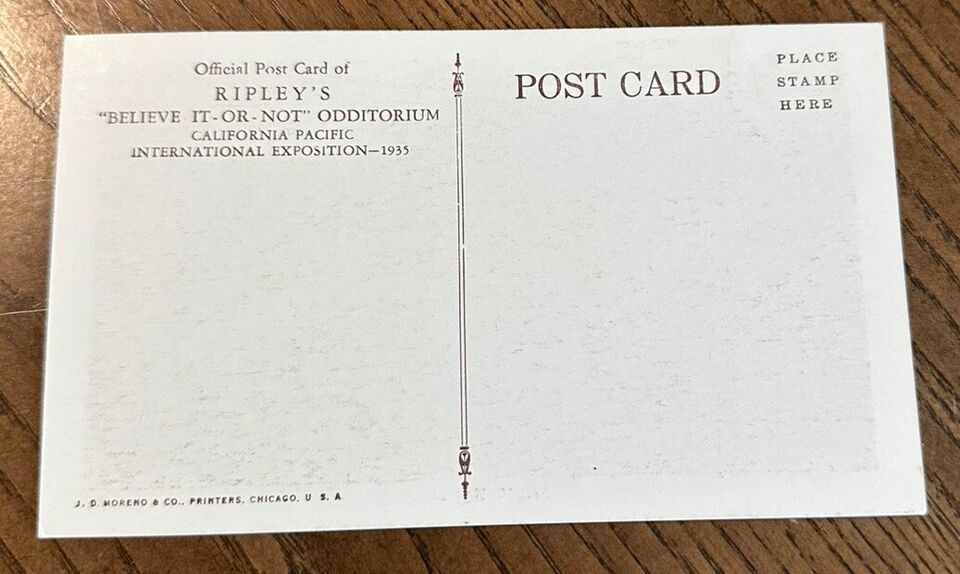 Official Post Card of
RIPLEY'S
"BELIEVE IT-OR-NOT" ODDITORIUM
CALIFORNIA PACIFIC
INTERNATIONAL EXPOSITION—1935
POST CARD
PLACE
STAMP
HERE
J. D. MORENO & CO., PRINTERS, CHICAGO, U S. A